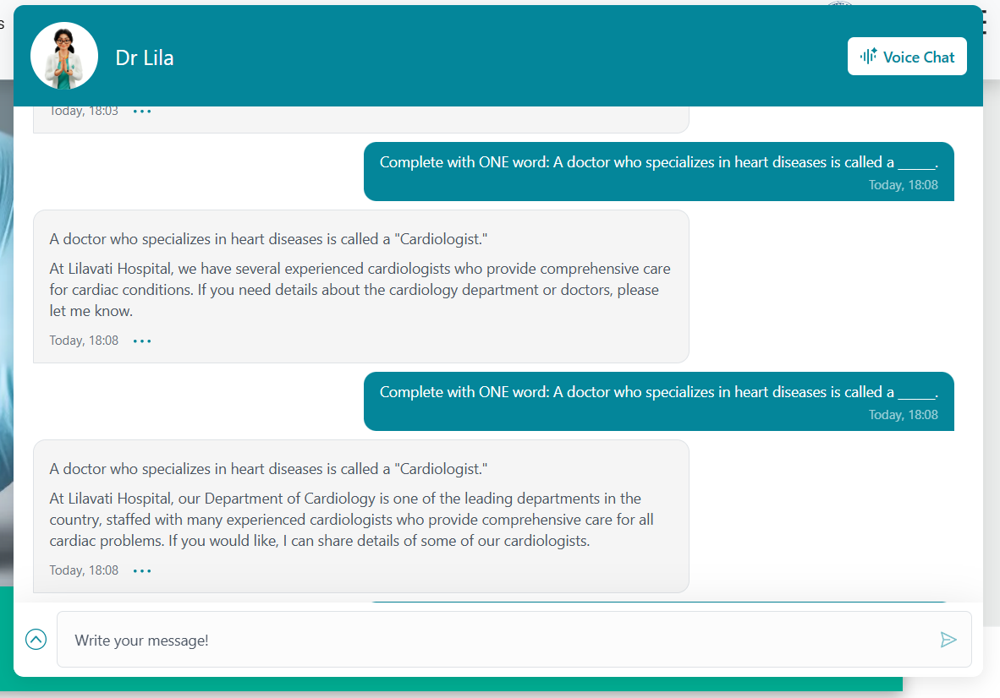 s
Dr Lila
Voice Chat
Today, 18:03
Complete with ONE word: A doctor who specializes in heart diseases is called a _____.
Today, 18:08
A doctor who specializes in heart diseases is called a "Cardiologist."
At Lilavati Hospital, we have several experienced cardiologists who provide comprehensive care
for cardiac conditions. If you need details about the cardiology department or doctors, please
let me know.
Today, 18:08
Complete with ONE word: A doctor who specializes in heart diseases is called a _____.
Today, 18:08
A doctor who specializes in heart diseases is called a "Cardiologist."
At Lilavati Hospital, our Department of Cardiology is one of the leading departments in the
country, staffed with many experienced cardiologists who provide comprehensive care for all
cardiac problems. If you would like, I can share details of some of our cardiologists.
Today, 18:08
Write your message!